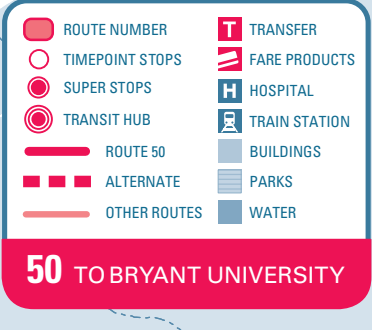 ROUTE NUMBER
TIMEPOINT STOPS
SUPER STOPS
TRANSIT HUB
ROUTE 50
ALTERNATE
OTHER ROUTES
T TRANSFER
FARE PRODUCTS
H HOSPITAL
TRAIN STATION
BUILDINGS
PARKS
WATER
50 TO BRYANT UNIVERSITY